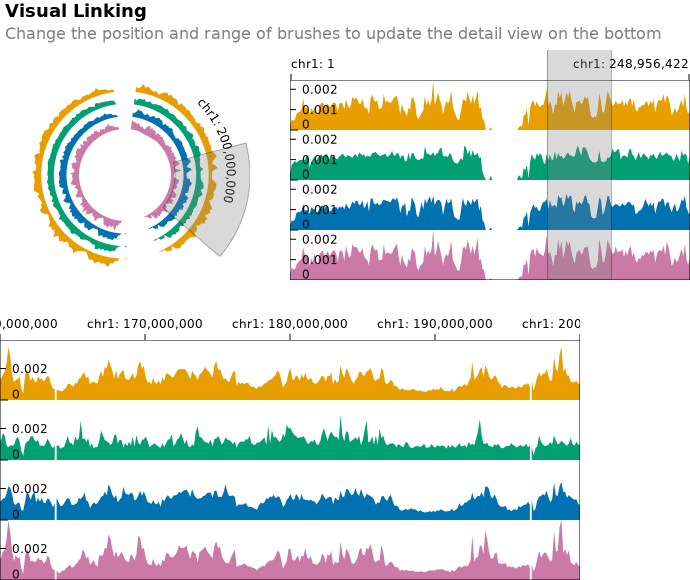 Visual Linking
Change the position and range of brushes to update the detail view on the bottom
chr1: 200,000,000
chr1: 1
chr1: 248,956,422
0.002
0.001
0
0.002
0.001
0
0.002
0.001
0
0.002
0.001
0
0,000,000
chr1: 170,000,000
chr1: 180,000,000
chr1: 190,000,000
chr1: 200
0.002
0
0.002
0
0.002
0
0.002
0